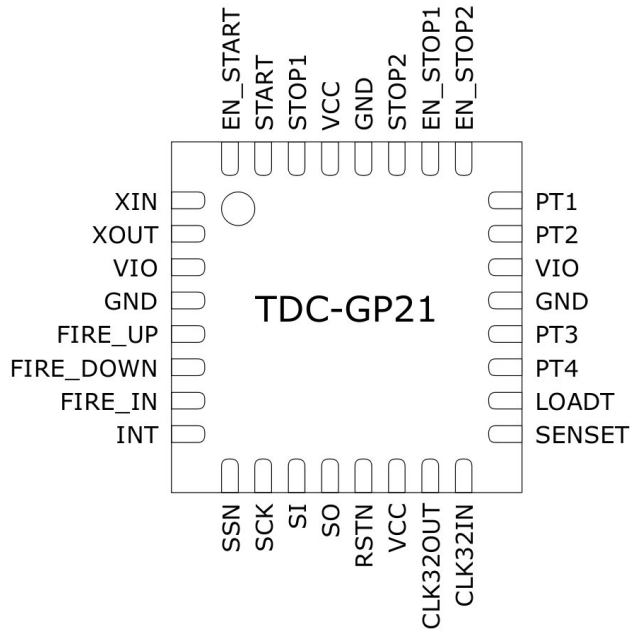 EN_START
START
STOP1
VCC
GND
STOP2
EN_STOP1
EN_STOP2
XIN
XOUT
VIO
GND
FIRE_UP
FIRE_DOWN
FIRE_IN
INT
TDC-GP21
PT1
PT2
VIO
GND
PT3
PT4
LOADT
SENSET
SSN
SCK
SI
SO
RSTN
VCC
CLK32OUT
CLK32IN